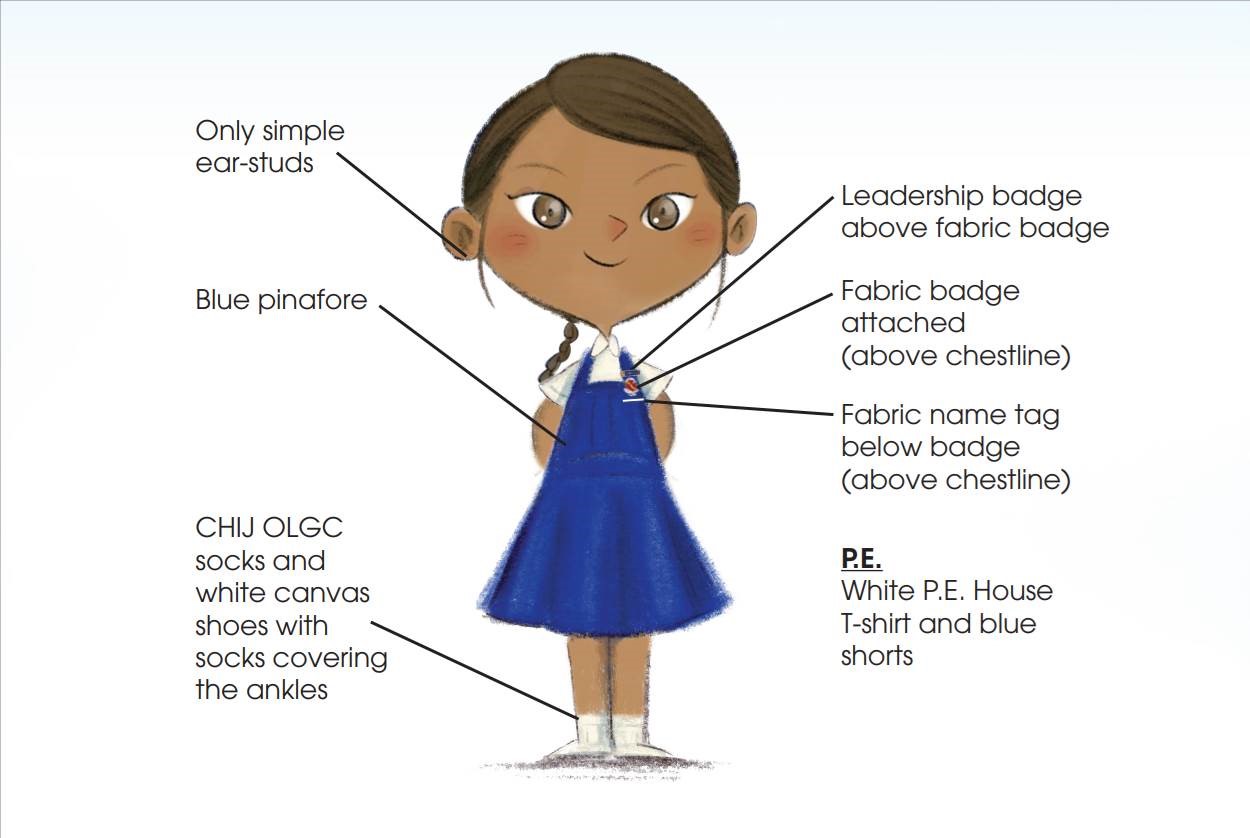 Only simple
ear-studs
Blue pinafore
CHIJ OLGC
socks and
white canvas
shoes with
socks covering
the ankles
Leadership badge
above fabric badge
Fabric badge
attached
(above chestline)
Fabric name tag
below badge
(above chestline)
P.E.
White P.E. House
T-shirt and blue
shorts